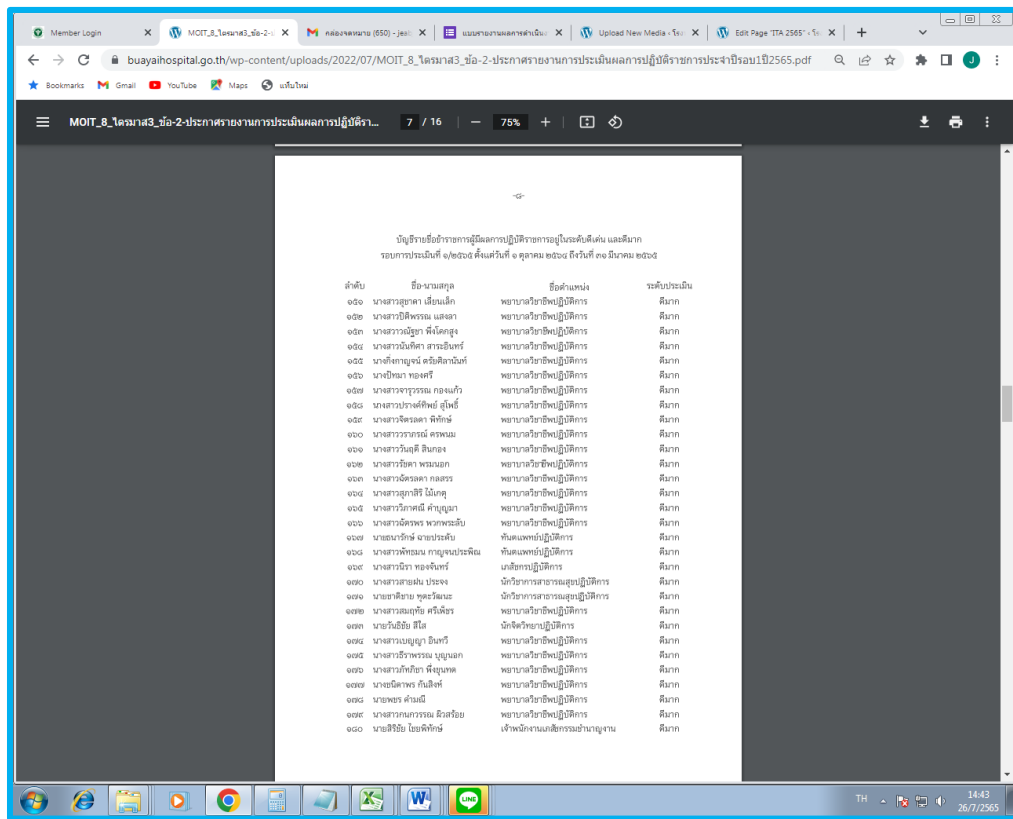 Member Login
MOIT_8_ไตรมาส3_ข้อ-2-
กล่องจดหมาย (650) - jeab
แบบรายงานผลการดำเนิน
Upload New Media ‹ โรง
Edit Page "ITA 2565" ‹ โร
buayaihospital.go.th/wp-content/uploads/2022/07/MOIT_8_ไตรมาส3_ข้อ-2-ประกาศรายงานการประเมินผลการปฏิบัติราชการประจำปีรอบ1ปี2565.pdf
Bookmarks Gmail YouTube Maps แท็บใหม่
MOIT_8_ไตรมาส3_ข้อ-2-ประกาศรายงานการประเมินผลการปฏิบัติรา... 7 / 16 75%
-๘-
บัญชีรายชื่อข้าราชการผู้มีผลการปฏิบัติราชการอยู่ในระดับดีเด่น และดีมาก
รอบการประเมินที่ ๑/๒๕๖๕ ตั้งแต่วันที่ ๑ ตุลาคม ๒๕๖๔ ถึงวันที่ ๓๑ มีนาคม ๒๕๖๕
ลำดับ ชื่อ-นามสกุล ชื่อตำแหน่ง ระดับประเมิน
๑๕๑ นางสาวสุชาดา เลี่ยนเล็ก พยาบาลวิชาชีพปฏิบัติการ ดีมาก
๑๕๒ นางสาวปิติพรรณ แสงลา พยาบาลวิชาชีพปฏิบัติการ ดีมาก
๑๕๓ นางสาววาณัฐชา พึ่งโคกสูง พยาบาลวิชาชีพปฏิบัติการ ดีมาก
๑๕๔ นางสาวนันทิศา สาระอินทร์ พยาบาลวิชาชีพปฏิบัติการ ดีมาก
๑๕๕ นางกิ่งกาญจน์ ตรัยศิลานันท์ พยาบาลวิชาชีพปฏิบัติการ ดีมาก
๑๕๖ นางปัทมา ทองศรี พยาบาลวิชาชีพปฏิบัติการ ดีมาก
๑๕๗ นางสาวจารุวรรณ กองแก้ว พยาบาลวิชาชีพปฏิบัติการ ดีมาก
๑๕๘ นางสาวปรางค์ทิพย์ สุโพธิ์ พยาบาลวิชาชีพปฏิบัติการ ดีมาก
๑๕๙ นางสาวจิตรลดา พิทักษ์ พยาบาลวิชาชีพปฏิบัติการ ดีมาก
๑๖๐ นางสาววราภรณ์ ศรพนม พยาบาลวิชาชีพปฏิบัติการ ดีมาก
๑๖๑ นางสาววันฤดี สินกอง พยาบาลวิชาชีพปฏิบัติการ ดีมาก
๑๖๒ นางสาวรัชดา พรมนอก พยาบาลวิชาชีพปฏิบัติการ ดีมาก
๑๖๓ นางสาวฉัตรลดา กลสรร พยาบาลวิชาชีพปฏิบัติการ ดีมาก
๑๖๔ นางสาวสุภาสิริ ไม้เกตุ พยาบาลวิชาชีพปฏิบัติการ ดีมาก
๑๖๕ นางสาววิภาศณี คำบุญมา พยาบาลวิชาชีพปฏิบัติการ ดีมาก
๑๖๖ นางสาวฉัตรพร พวกพระลับ พยาบาลวิชาชีพปฏิบัติการ ดีมาก
๑๖๗ นายธนารักษ์ ฉายประดับ ทันตแพทย์ปฏิบัติการ ดีมาก
๑๖๘ นางสาวพัทธมน กาญจนประพิณ ทันตแพทย์ปฏิบัติการ ดีมาก
๑๖๙ นางสาวนิรา ทองจันทร์ เภสัชกรปฏิบัติการ ดีมาก
๑๗๐ นางสาวสายฝน ประจง นักวิชาการสาธารณสุขปฏิบัติการ ดีมาก
๑๗๑ นายชาติชาย ทุตะวัฒนะ นักวิชาการสาธารณสุขปฏิบัติการ ดีมาก
๑๗๒ นางสาวสมฤทัย ศรีเพ็ชร พยาบาลวิชาชีพปฏิบัติการ ดีมาก
๑๗๓ นายวันธิชัย สีใส นักจิตวิทยาปฏิบัติการ ดีมาก
๑๗๔ นางสาวเบญญา อินทวี พยาบาลวิชาชีพปฏิบัติการ ดีมาก
๑๗๕ นางสาวธีราพรรณ บุญนอก พยาบาลวิชาชีพปฏิบัติการ ดีมาก
๑๗๖ นางสาวภัทภิชา พึ่งขุนทด พยาบาลวิชาชีพปฏิบัติการ ดีมาก
๑๗๗ นางชนิดาพร กันสิงห์ พยาบาลวิชาชีพปฏิบัติการ ดีมาก
๑๗๘ นายพชร คำมณี พยาบาลวิชาชีพปฏิบัติการ ดีมาก
๑๗๙ นางสาวกนกวรรณ ผิวสร้อย พยาบาลวิชาชีพปฏิบัติการ ดีมาก
๑๘๐ นายสิริชัย ไชยพิทักษ์ เจ้าพนักงานเภสัชกรรมชำนาญงาน ดีมาก
TH 14:43
26/7/2565